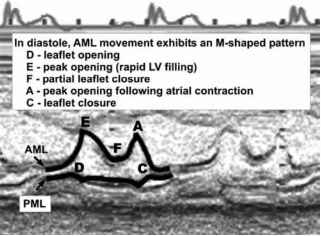 In diastole, AML movement exhibits an M-shaped pattern
D - leaflet opening
E - peak opening (rapid LV filling)
F - partial leaflet closure
A - peak opening following atrial contraction
C - leaflet closure
E
A
F
AML
D
C
PML